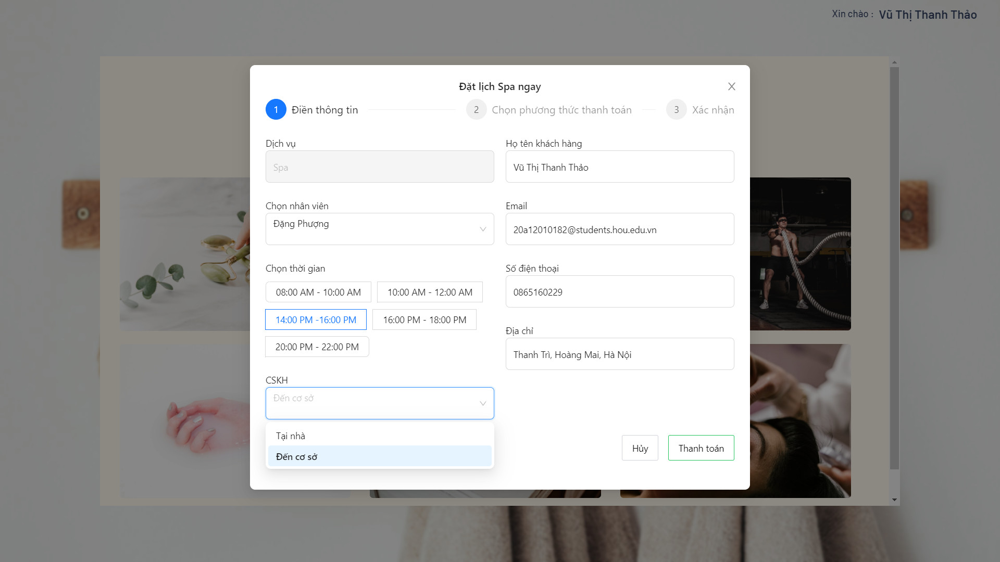 Xin chào : Vũ Thị Thanh Thảo
Đặt lịch Spa ngay
1 Điền thông tin
2 Chọn phương thức thanh toán
3 Xác nhận
Dịch vụ
Spa
Họ tên khách hàng
Vũ Thị Thanh Thảo
Chọn nhân viên
Đặng Phượng
Email
20a12010182@students.hou.edu.vn
Chọn thời gian
08:00 AM - 10:00 AM
10:00 AM - 12:00 AM
14:00 PM -16:00 PM
16:00 PM - 18:00 PM
20:00 PM - 22:00 PM
Số điện thoại
0865160229
Địa chỉ
Thanh Trì, Hoàng Mai, Hà Nội
CSKH
Đến cơ sở
Tại nhà
Đến cơ sở
Hủy
Thanh toán